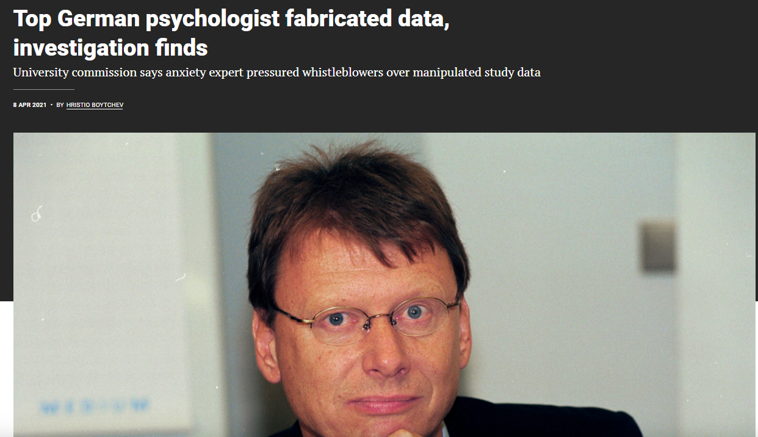 Top German psychologist fabricated data,
investigation finds
University commission says anxiety expert pressured whistleblowers over manipulated study data
8 APR 2021 • BY HRISTIO BOYTCHEV
MEDIUM